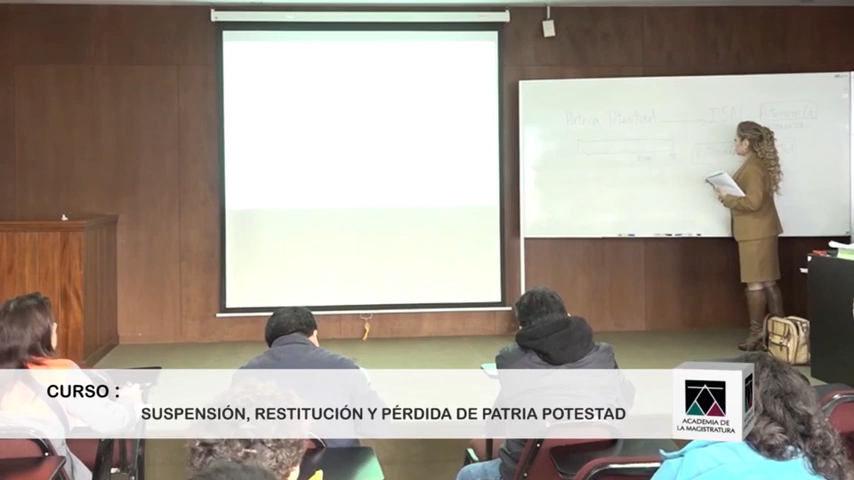 Patria Potestad
CURSO :
SUSPENSIÓN, RESTITUCIÓN Y PÉRDIDA DE PATRIA POTESTAD
ACADEMIA DE
LA MAGISTRATURA